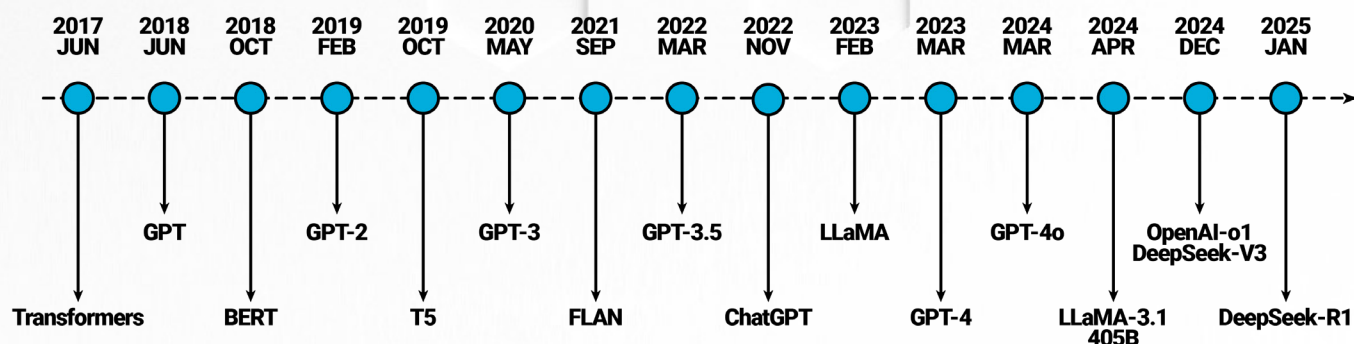 2017 2018 2018 2019 2019 2020 2021 2022 2022 2023 2023 2024 2024 2024 2025
JUN JUN OCT FEB OCT MAY SEP MAR NOV FEB MAR MAR APR DEC JAN
GPT GPT-2 GPT-3 GPT-3.5 LLaMA GPT-4o OpenAI-o1
DeepSeek-V3
Transformers BERT T5 FLAN ChatGPT GPT-4 LLaMA-3.1 DeepSeek-R1
405B